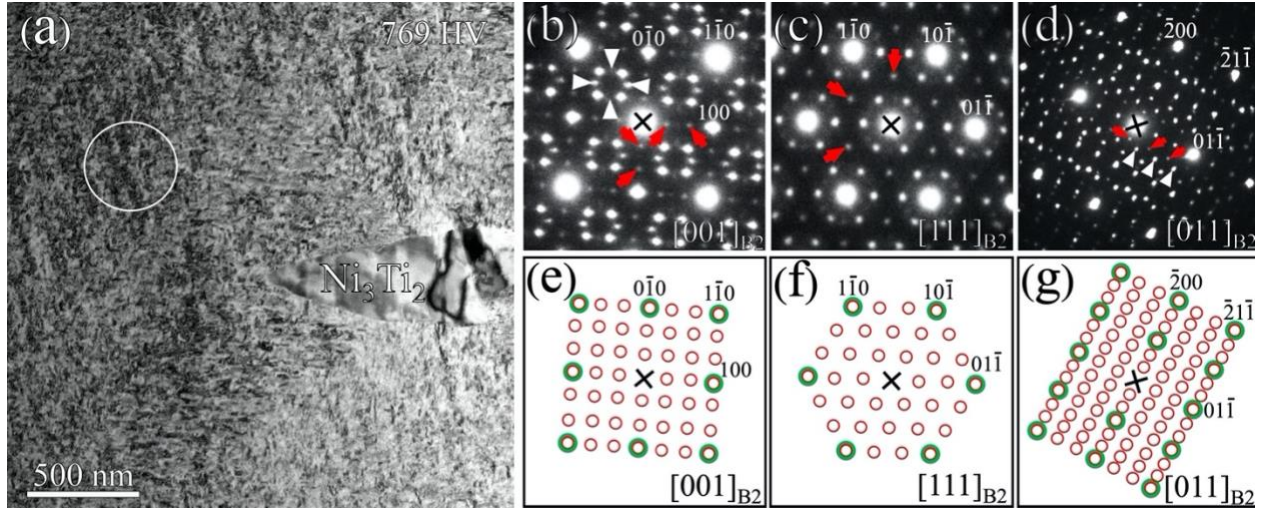 (a)
769 HV
Ni₃Ti₂
500 nm
(b)
01̄0
11̄0
100
[001]B2
(c)
11̄0
101̄
011̄
[111]B2
(d)
2̄00
2̄11̄
011̄
[011]B2
(e)
01̄0
11̄0
100
[001]B2
(f)
11̄0
101̄
011̄
[111]B2
(g)
2̄00
2̄11̄
011̄
[011]B2